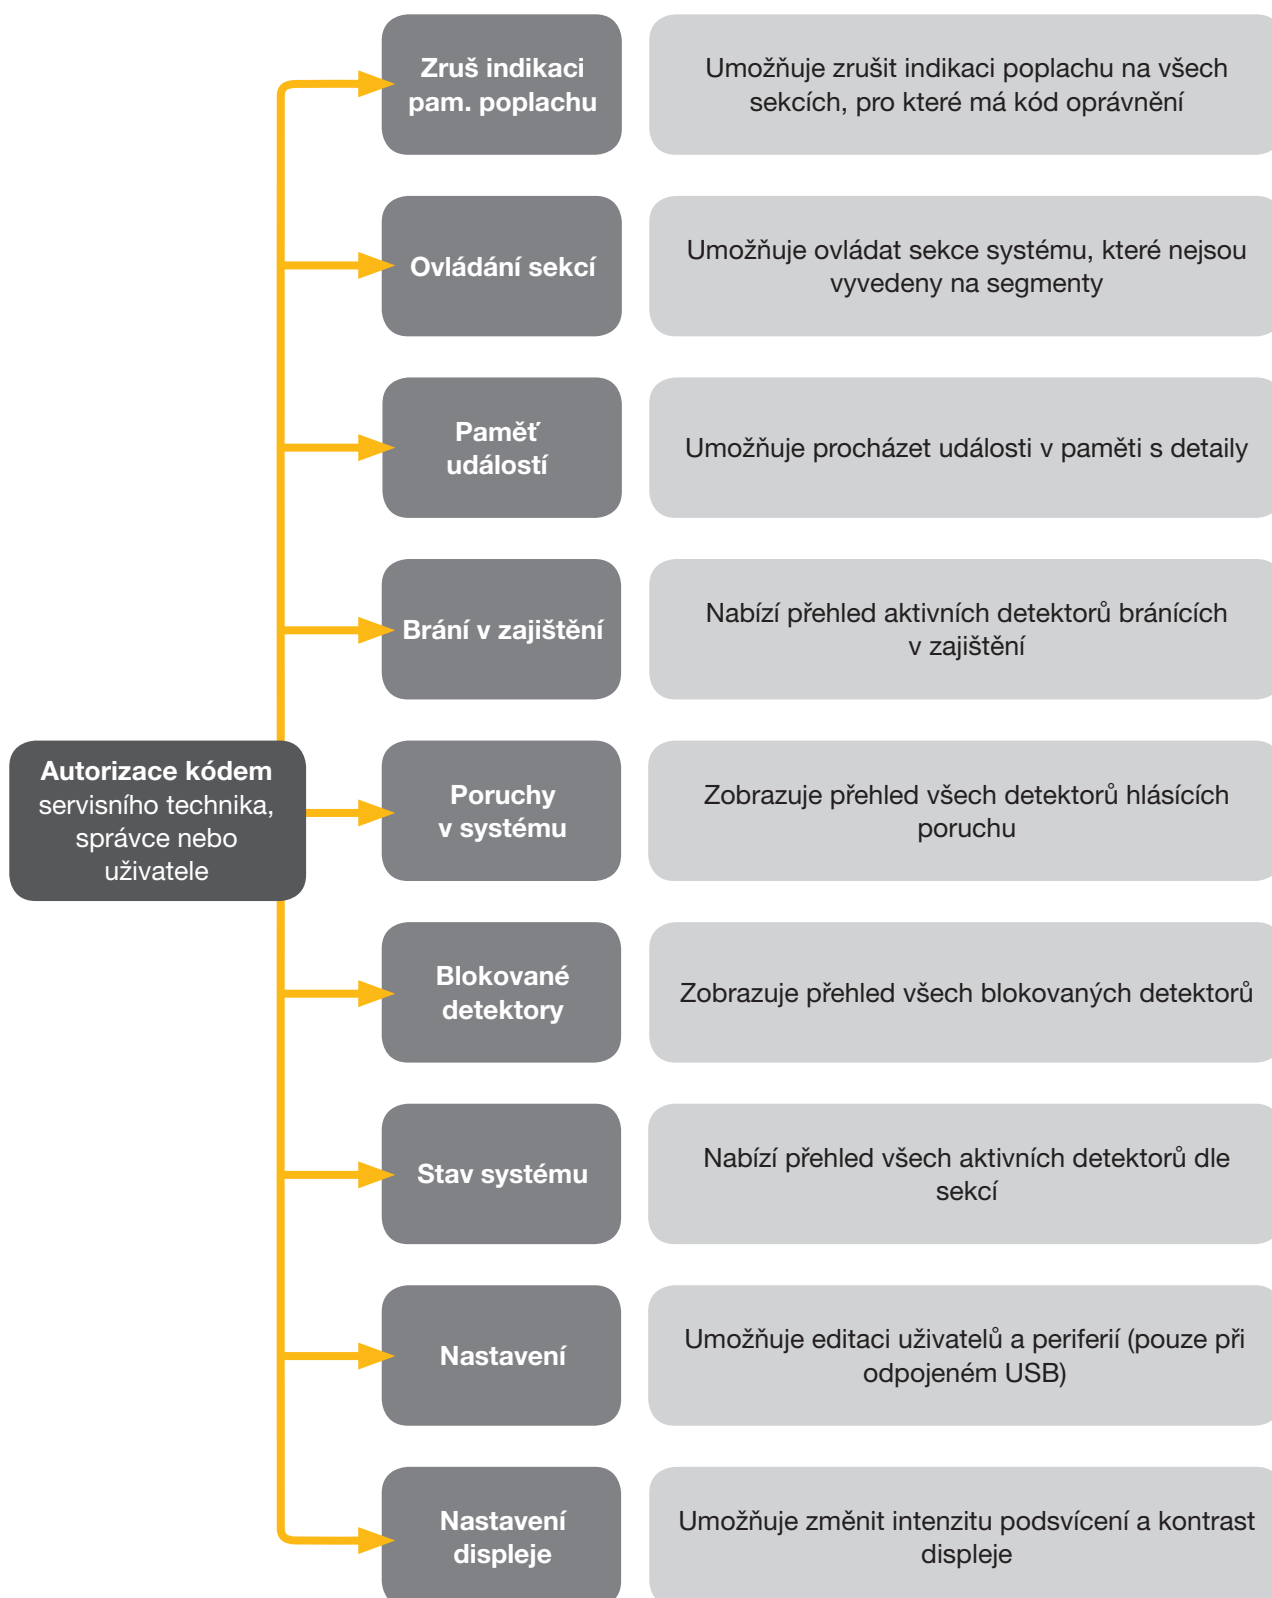 Zruš indikaci
pam. poplachu
Umožňuje zrušit indikaci poplachu na všech
sekcích, pro které má kód oprávnění
Ovládání sekcí
Umožňuje ovládat sekce systému, které nejsou
vyvedeny na segmenty
Paměť
událostí
Umožňuje procházet události v paměti s detaily
Brání v zajištění
Nabízí přehled aktivních detektorů bránících
v zajištění
Autorizace kódem
servisního technika,
správce nebo
uživatele
Poruchy
v systému
Zobrazuje přehled všech detektorů hlásících
poruchu
Blokované
detektory
Zobrazuje přehled všech blokovaných detektorů
Stav systému
Nabízí přehled všech aktivních detektorů dle
sekcí
Nastavení
Umožňuje editaci uživatelů a periferií (pouze při
odpojeném USB)
Nastavení
displeje
Umožňuje změnit intenzitu podsvícení a kontrast
displeje